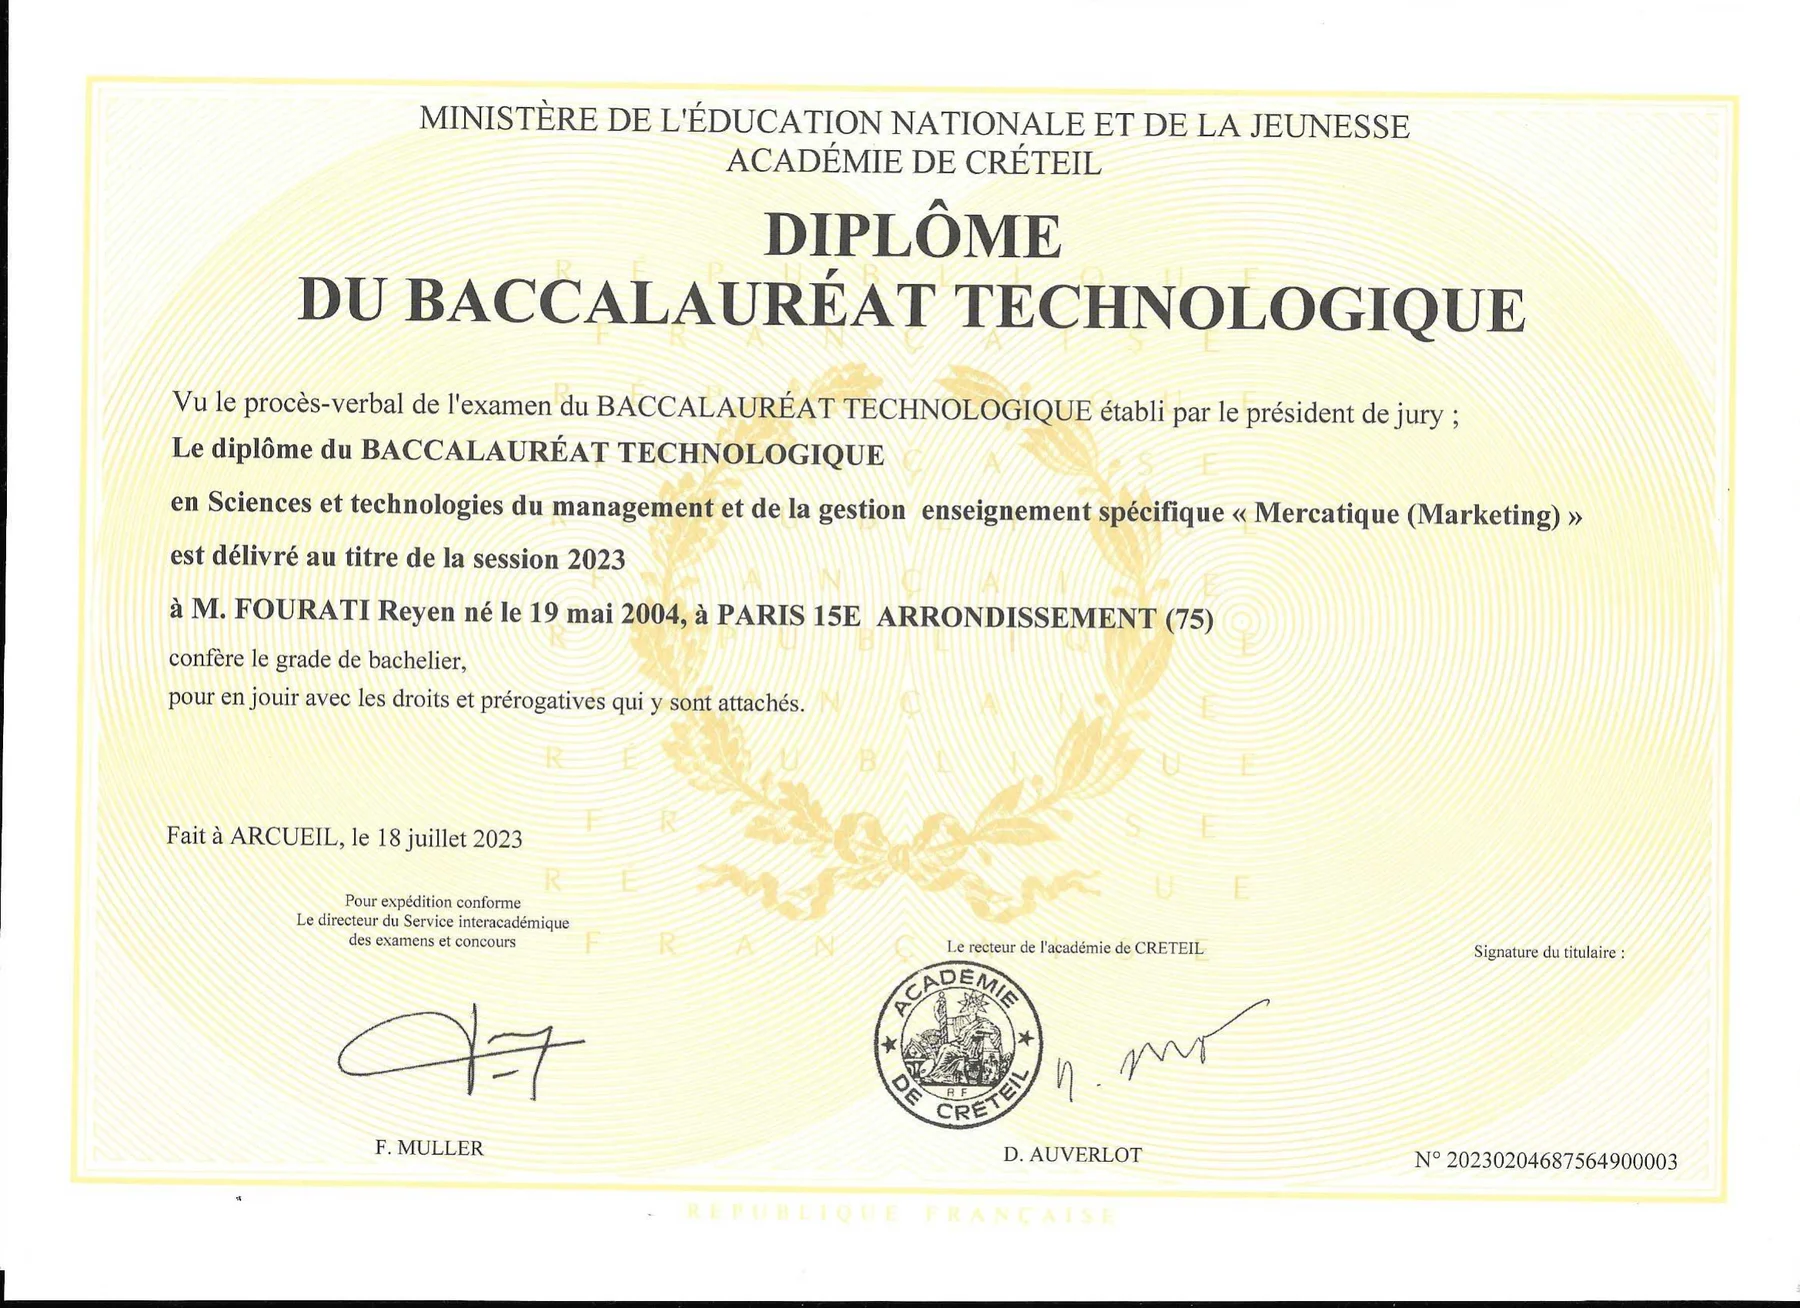 MINISTÈRE DE L'ÉDUCATION NATIONALE ET DE LA JEUNESSE
ACADÉMIE DE CRÉTEIL
DIPLÔME
DU BACCALAURÉAT TECHNOLOGIQUE
Vu le procès-verbal de l'examen du BACCALAURÉAT TECHNOLOGIQUE établi par le président de jury ;
Le diplôme du BACCALAURÉAT TECHNOLOGIQUE
en Sciences et technologies du management et de la gestion enseignement spécifique « Mercatique (Marketing) »
est délivré au titre de la session 2023
à M. FOURATI Reyen né le 19 mai 2004, à PARIS 15E ARRONDISSEMENT (75)
confère le grade de bachelier,
pour en jouir avec les droits et prérogatives qui y sont attachés.
Fait à ARCUEIL, le 18 juillet 2023
Pour expédition conforme
Le directeur du Service interacadémique
des examens et concours
Le recteur de l'académie de CRETEIL
Signature du titulaire :
ACADÉMIE
DE CRÉTEIL
RF
F. MULLER
D. AUVERLOT
N° 20230204687564900003
RÉPUBLIQUE FRANÇAISE